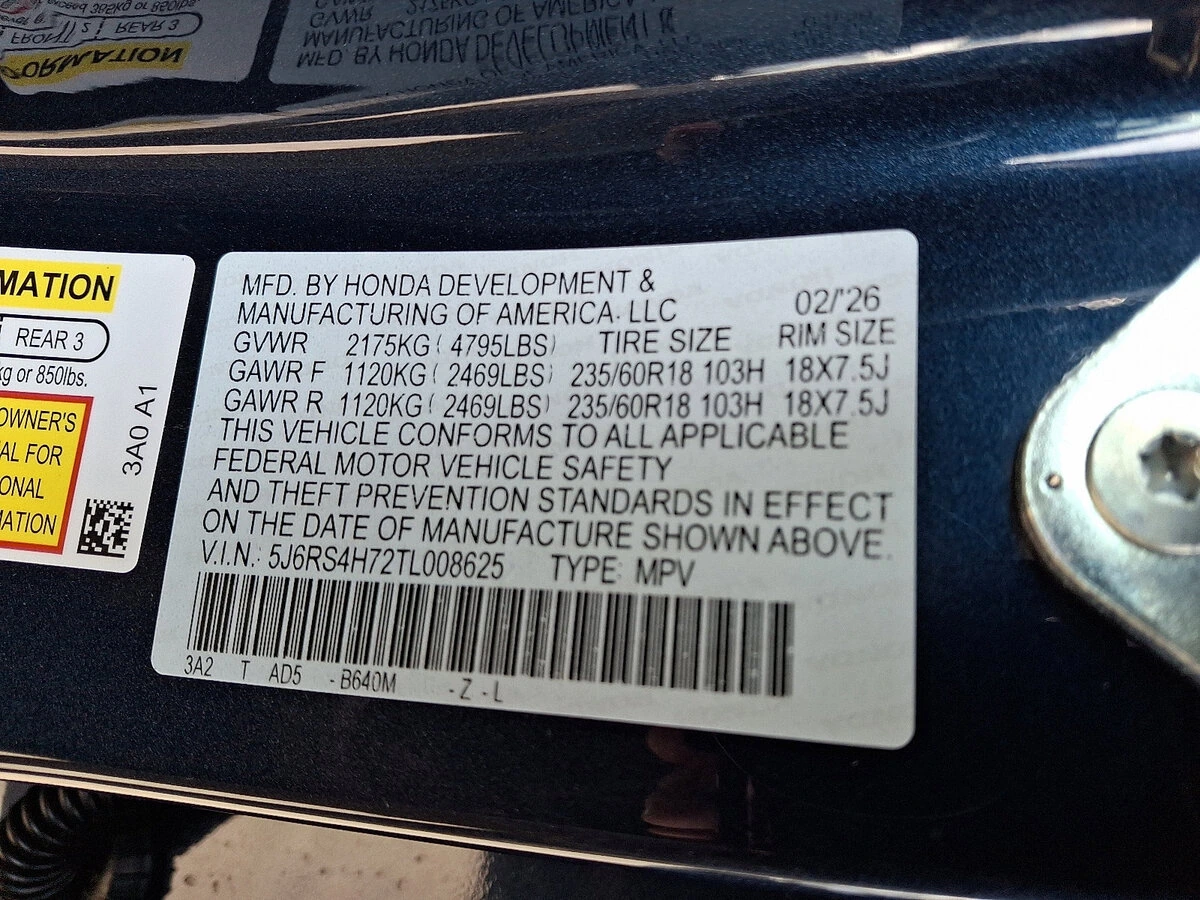 MFD. BY HONDA DEVELOPMENT &
MANUFACTURING OF AMERICA. LLC 02/'26
GVWR 2175KG( 4795LBS) TIRE SIZE RIM SIZE
GAWR F 1120KG( 2469LBS) 235/60R18 103H 18X7.5J
GAWR R 1120KG( 2469LBS) 235/60R18 103H 18X7.5J
THIS VEHICLE CONFORMS TO ALL APPLICABLE
FEDERAL MOTOR VEHICLE SAFETY
AND THEFT PREVENTION STANDARDS IN EFFECT
ON THE DATE OF MANUFACTURE SHOWN ABOVE.
V.I.N.: 5J6RS4H72TL008625 TYPE: MPV
3A2 T AD5 -B640M -Z-L
MATION
REAR 3
kg or 850lbs.
OWNER'S
AL FOR
ONAL
MATION
3A0 A1